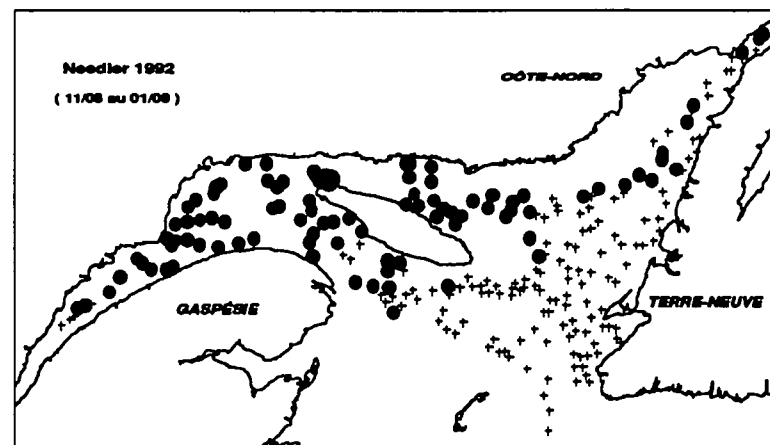 Needler 1992
( 11/08 au 01/09 )
CÔTE-NORD
GASPÉSIE
TERRE-NEUVE